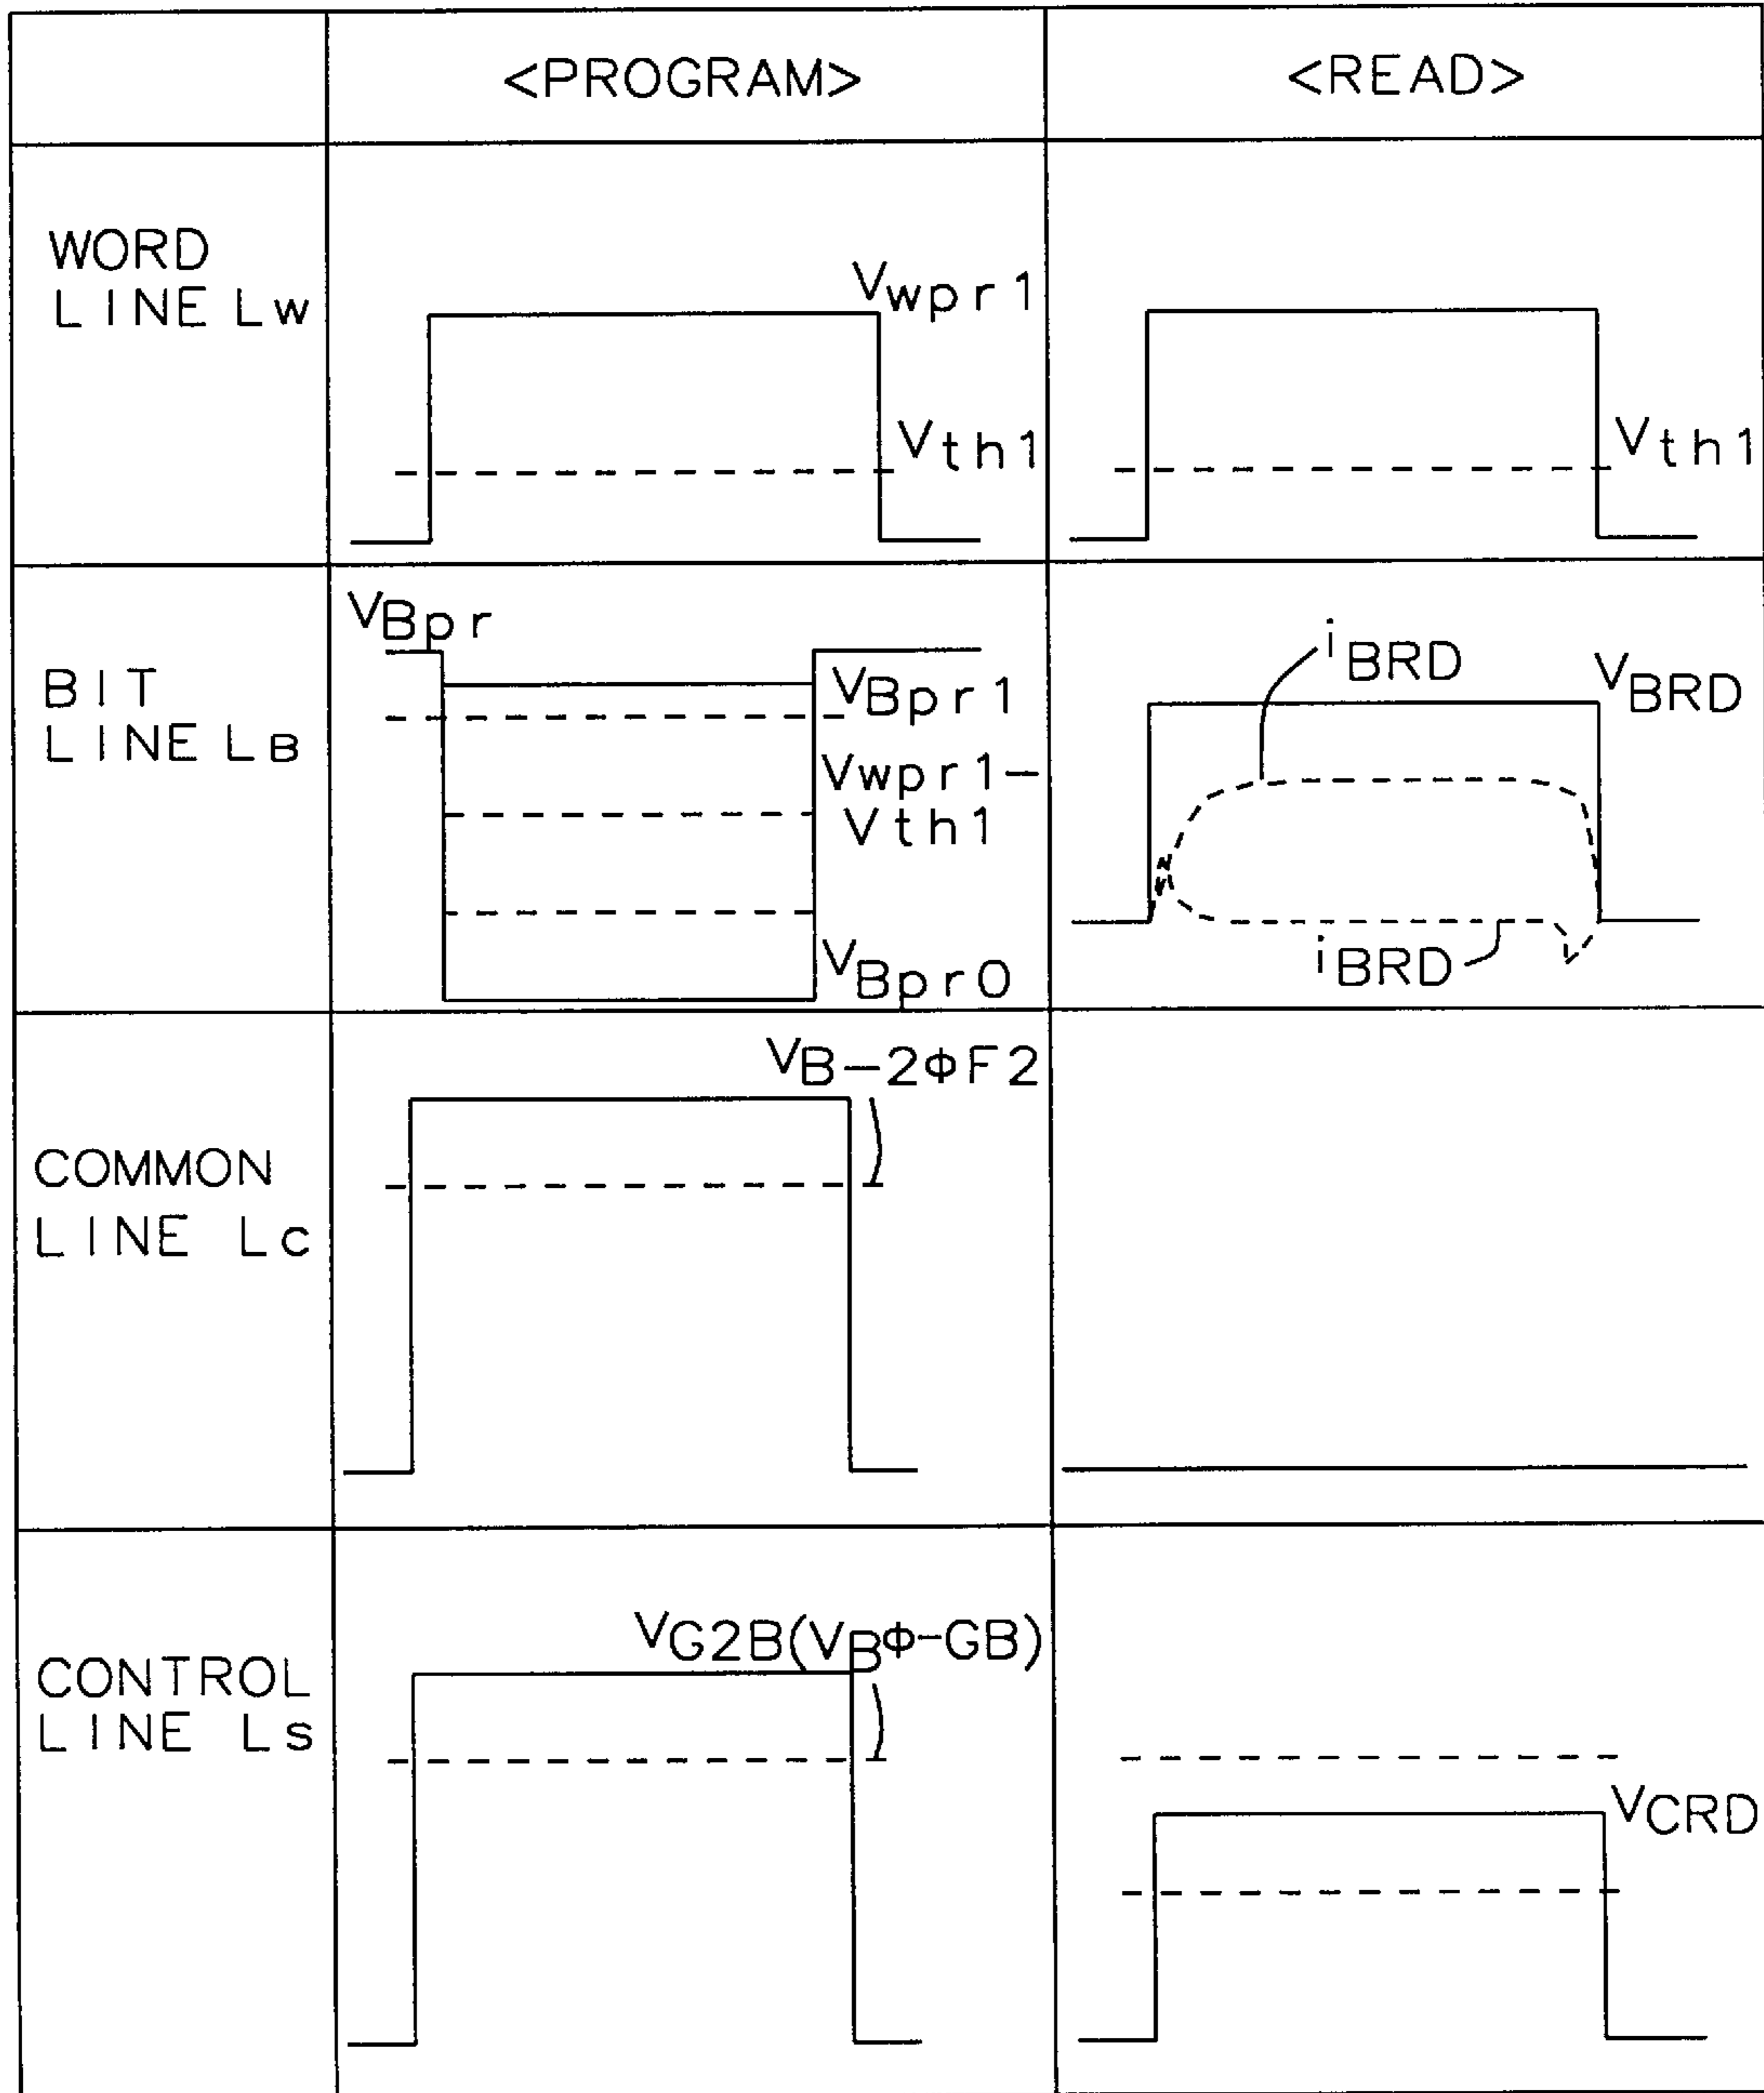 <PROGRAM>
<READ>
WORD
LINE Lw
Vwpr1
Vth1
Vth1
BIT
LINE LB
VBpr
VBpr1
Vwpr1−
Vth1
VBpr0
iBRD
VBRD
iBRD
COMMON
LINE Lc
VB−2φF2
CONTROL
LINE Ls
VG2B(VBφ-GB)
VCRD